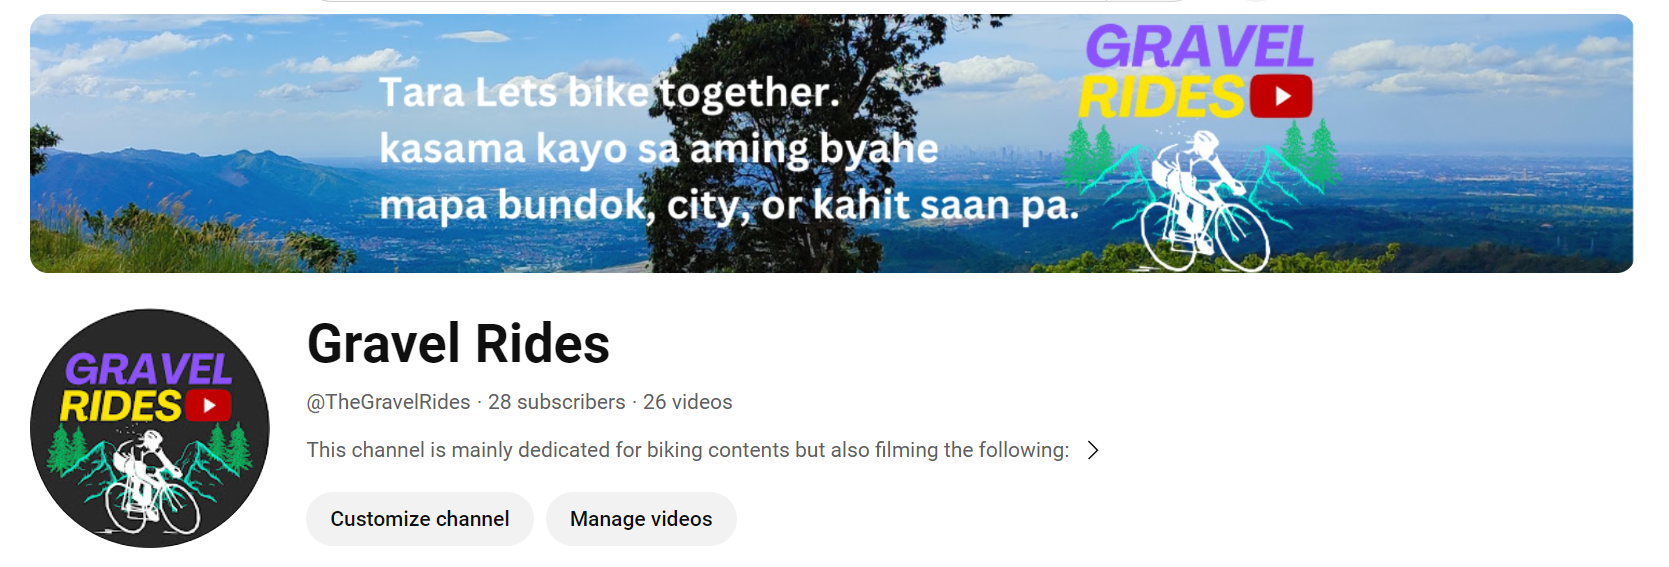 Tara Lets bike together.
kasama kayo sa aming byahe
mapa bundok, city, or kahit saan pa.
GRAVEL
RIDES
GRAVEL
RIDES
Gravel Rides
@TheGravelRides · 28 subscribers · 26 videos
This channel is mainly dedicated for biking contents but also filming the following:
Customize channel
Manage videos